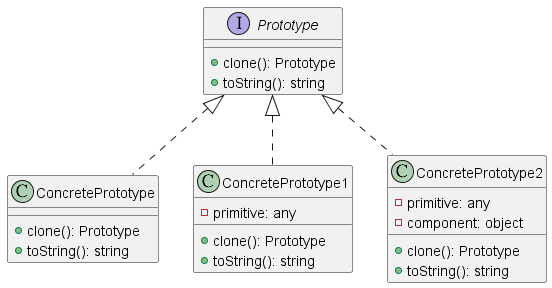 I Prototype
clone(): Prototype
toString(): string
C ConcretePrototype
clone(): Prototype
toString(): string
C ConcretePrototype1
primitive: any
clone(): Prototype
toString(): string
C ConcretePrototype2
primitive: any
component: object
clone(): Prototype
toString(): string